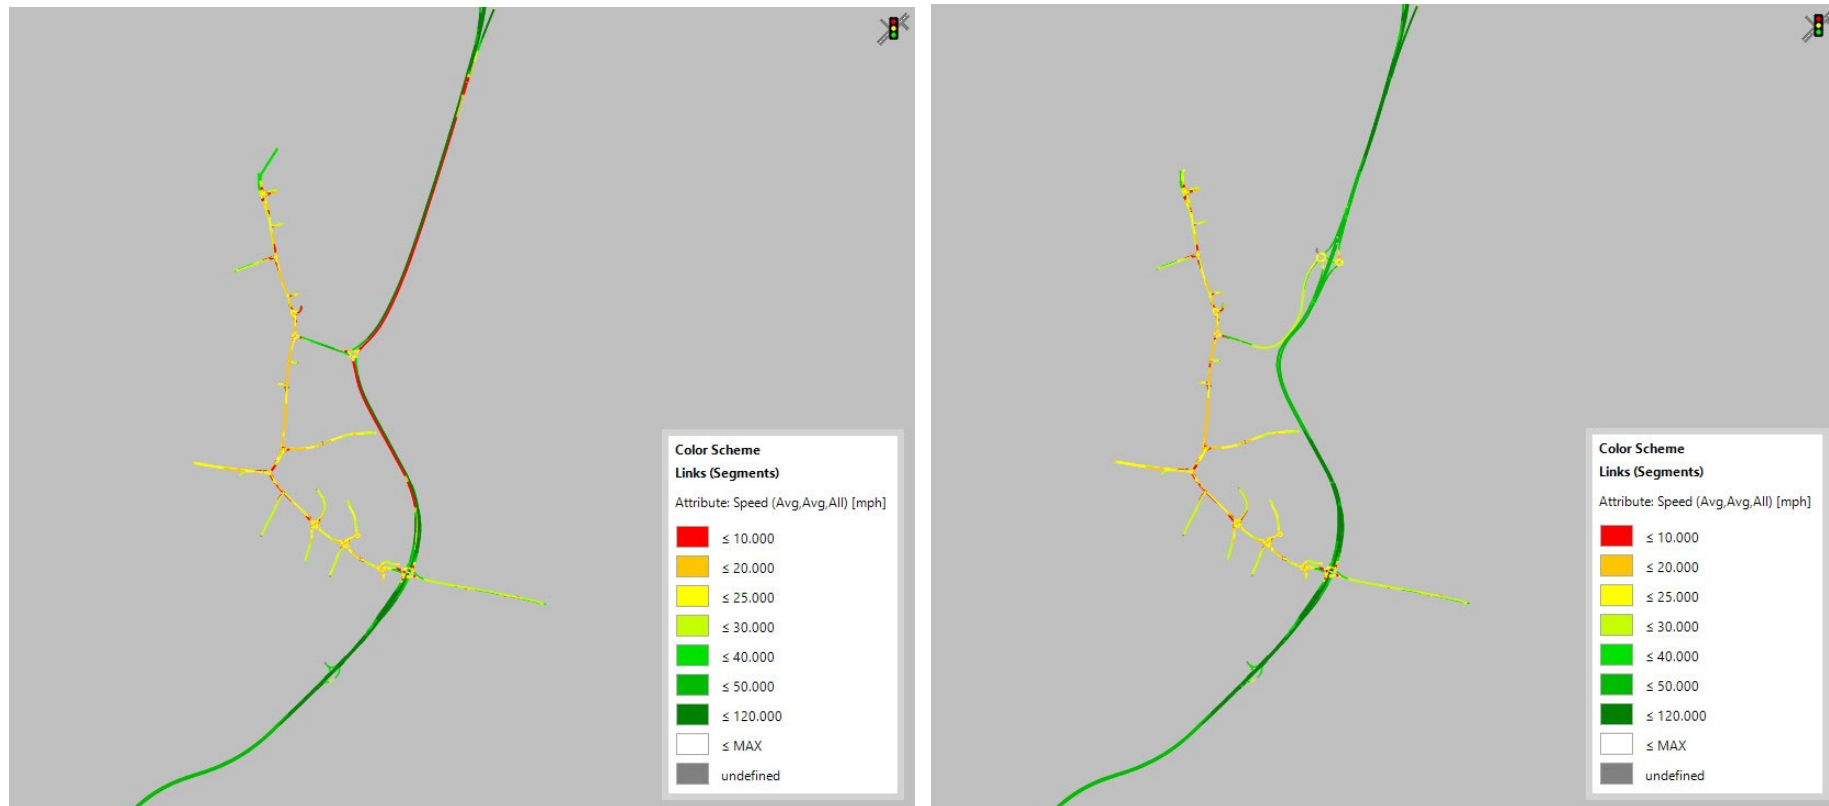 Color Scheme
Links (Segments)
Attribute: Speed (Avg,Avg,All) [mph]
≤ 10.000
≤ 20.000
≤ 25.000
≤ 30.000
≤ 40.000
≤ 50.000
≤ 120.000
≤ MAX
undefined
Color Scheme
Links (Segments)
Attribute: Speed (Avg,Avg,All) [mph]
≤ 10.000
≤ 20.000
≤ 25.000
≤ 30.000
≤ 40.000
≤ 50.000
≤ 120.000
≤ MAX
undefined